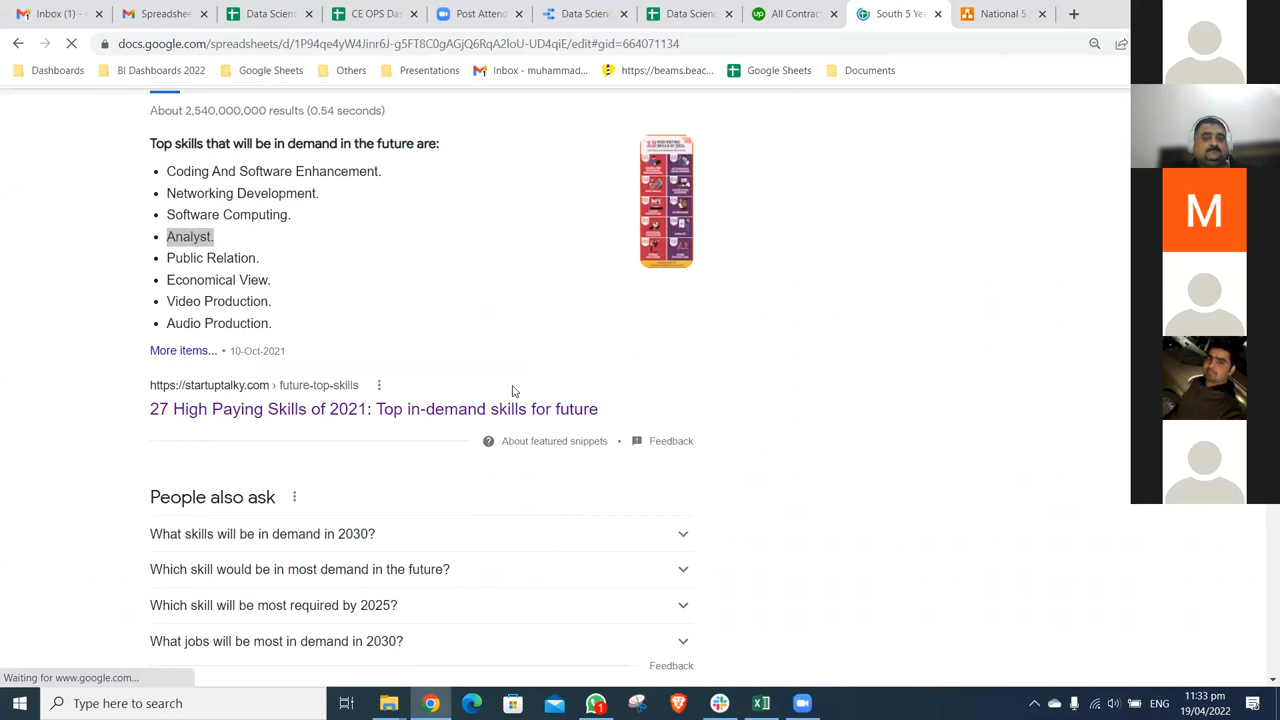 Inbox (1) -
Inbox - m
CE OPS Das
Post Atteno
Data Science
Data Scienc
All Contrac
South 5 Ye
National 5
docs.google.com/spreadsheets/d/1P94qe4yW4Jinr6J-g5FT8C0gAGjQ6RqA2IoU-UD4qiE/edit#gid=664071134
Dashboards
BI Dashboards 2022
Google Sheets
Others
Presentations
Inbox - muhammad...
https://beams.beac...
Google Sheets
Documents
About 2,540,000,000 results (0.54 seconds)
Top skills that will be in demand in the future are:
• Coding And Software Enhancement.
• Networking Development.
• Software Computing.
• Analyst.
• Public Relation.
• Economical View.
• Video Production.
• Audio Production.
More items... • 10-Oct-2021
https://startuptalky.com › future-top-skills
27 High Paying Skills of 2021: Top in-demand skills for future
About featured snippets • Feedback
People also ask
What skills will be in demand in 2030?
Which skill would be in most demand in the future?
Which skill will be most required by 2025?
What jobs will be most in demand in 2030?
Feedback
Waiting for www.google.com...
M
Type here to search
1
ENG
11:33 pm
19/04/2022